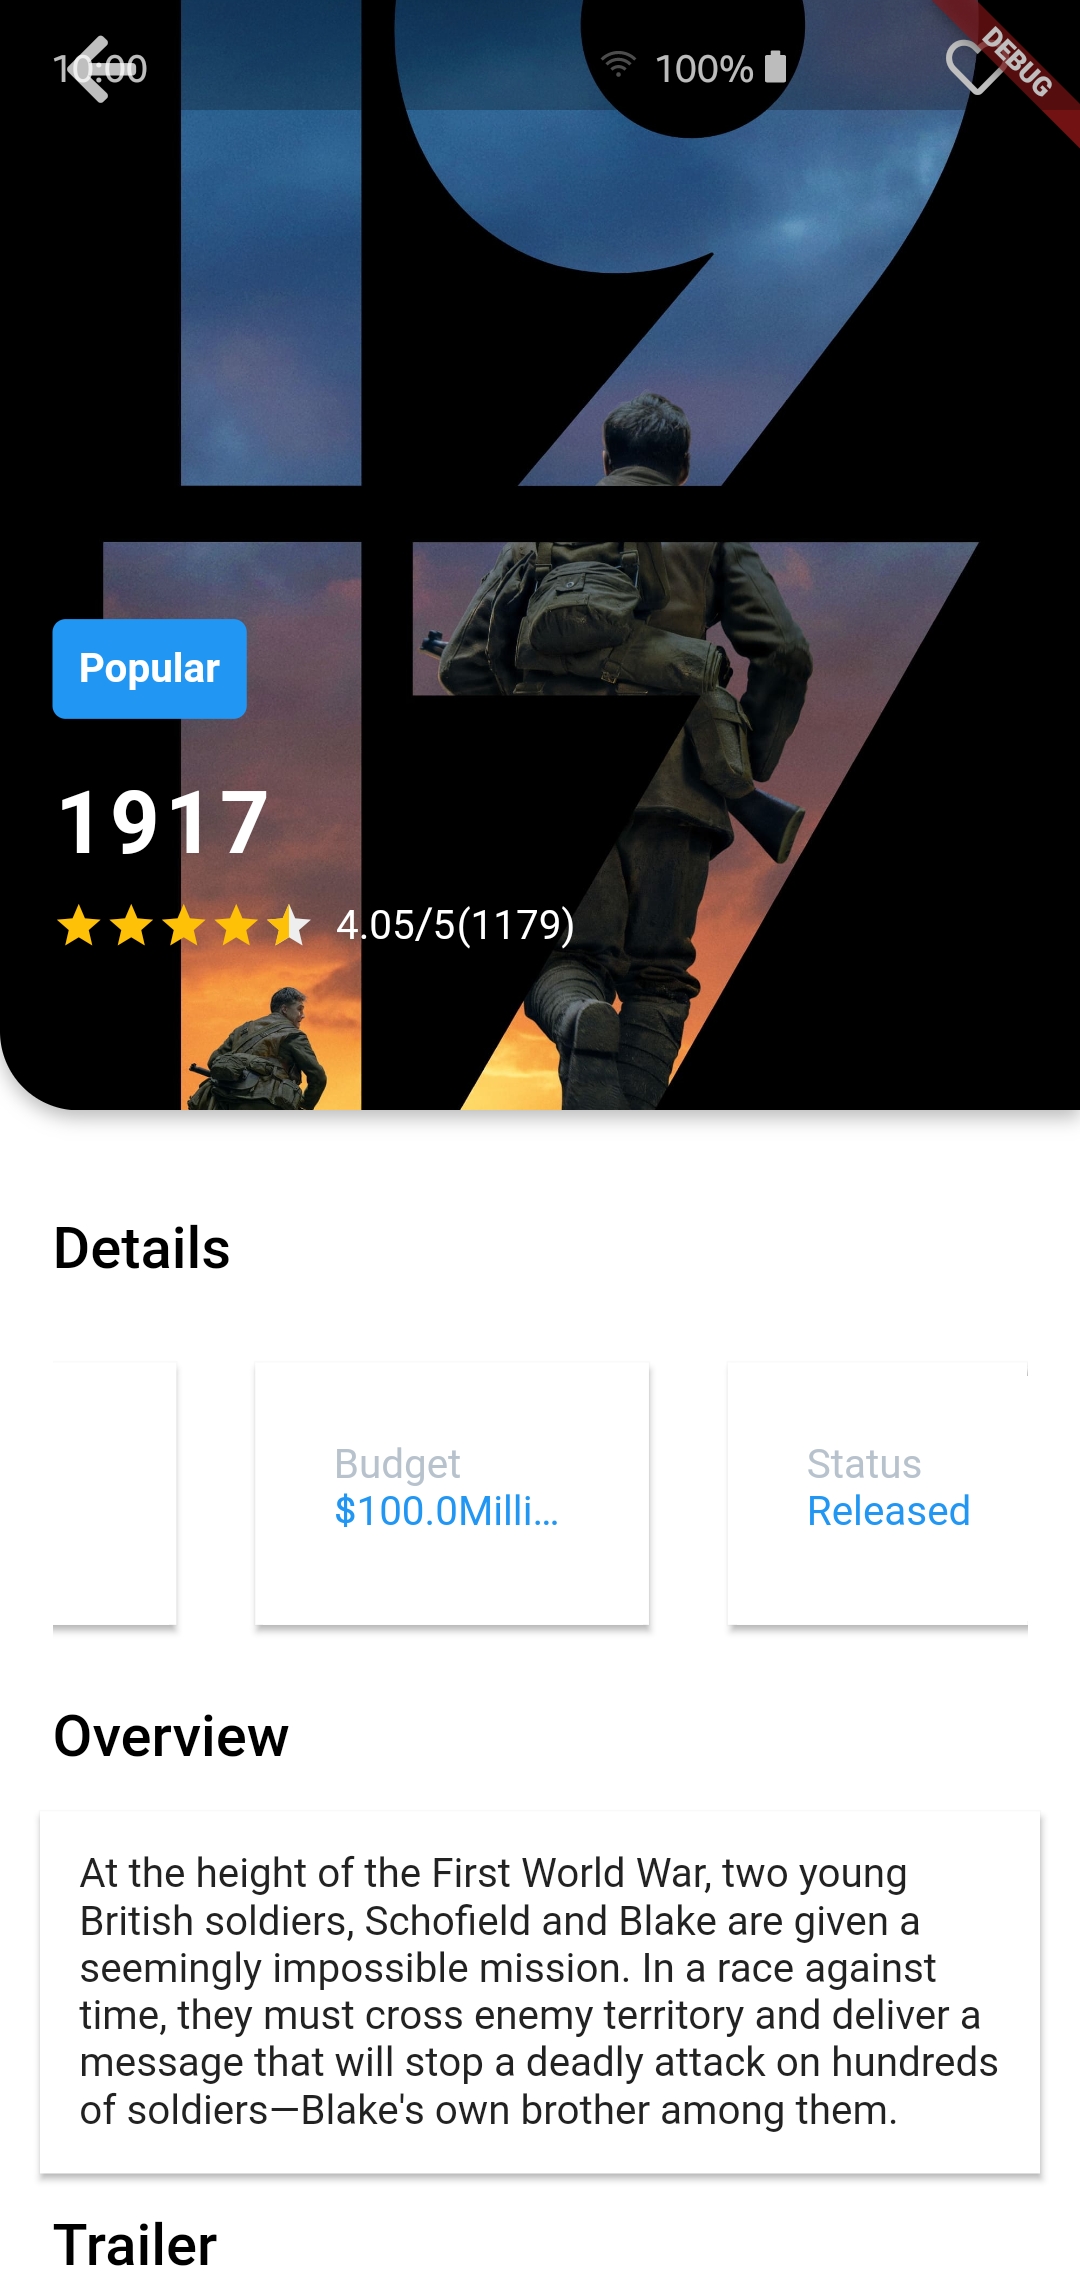 10:00
100%
DEBUG
19
17
Popular
1917
4.05/5(1179)
Details
Budget
$100.0Milli...
Status
Released
Overview
At the height of the First World War, two young
British soldiers, Schofield and Blake are given a
seemingly impossible mission. In a race against
time, they must cross enemy territory and deliver a
message that will stop a deadly attack on hundreds
of soldiers—Blake's own brother among them.
Trailer